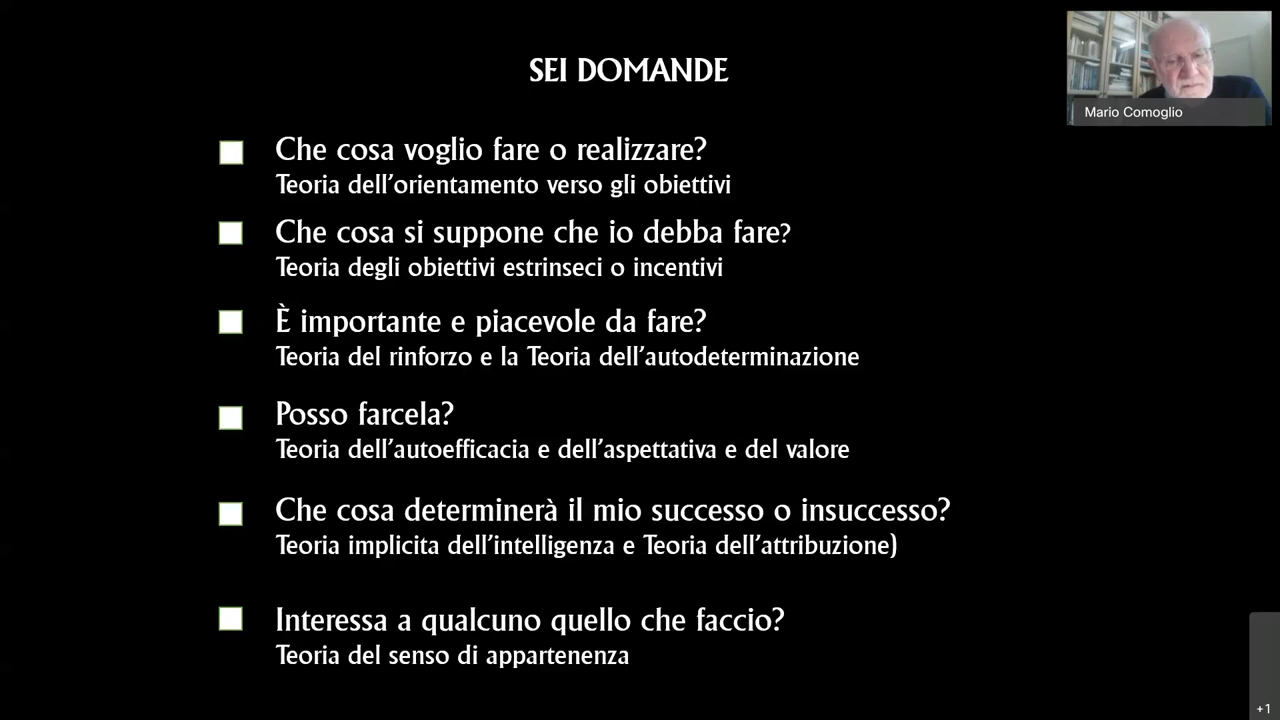 SEI DOMANDE
Mario Comoglio
Che cosa voglio fare o realizzare?
Teoria dell'orientamento verso gli obiettivi
Che cosa si suppone che io debba fare?
Teoria degli obiettivi estrinseci o incentivi
È importante e piacevole da fare?
Teoria del rinforzo e la Teoria dell'autodeterminazione
Posso farcela?
Teoria dell'autoefficacia e dell'aspettativa e del valore
Che cosa determinerà il mio successo o insuccesso?
Teoria implicita dell'intelligenza e Teoria dell'attribuzione)
Interessa a qualcuno quello che faccio?
Teoria del senso di appartenenza
+1